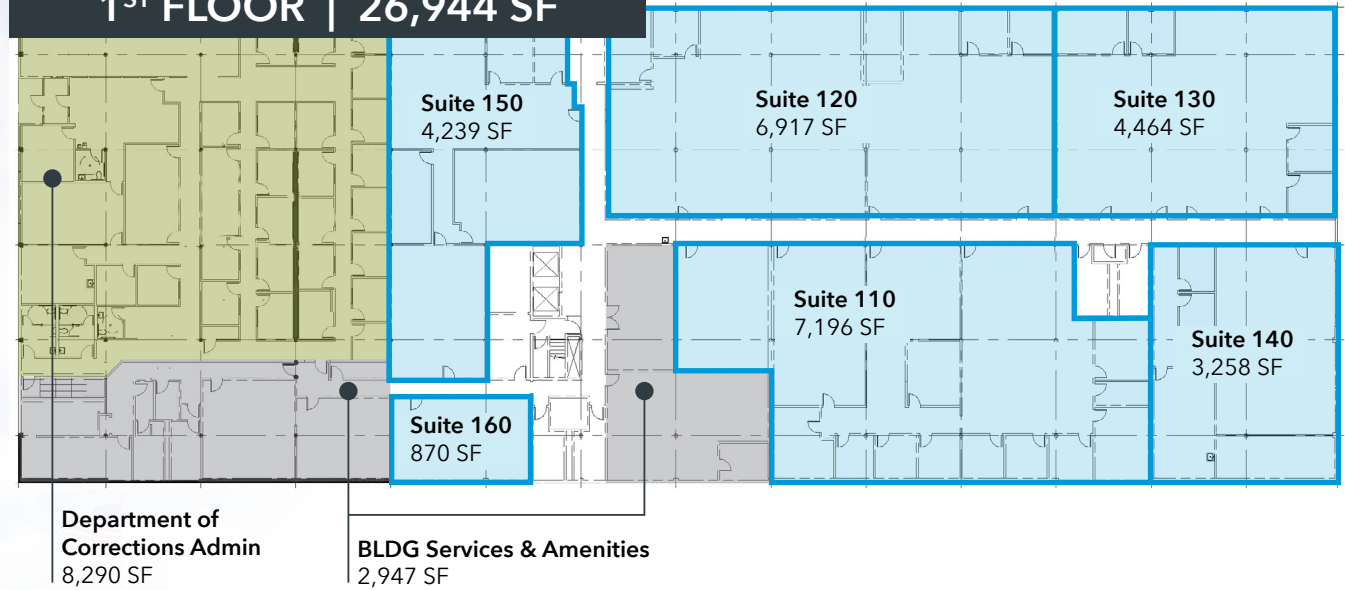 1ST FLOOR | 26,944 SF
Suite 150
4,239 SF
Suite 120
6,917 SF
Suite 130
4,464 SF
Suite 110
7,196 SF
Suite 140
3,258 SF
Suite 160
870 SF
Department of
Corrections Admin
8,290 SF
BLDG Services & Amenities
2,947 SF